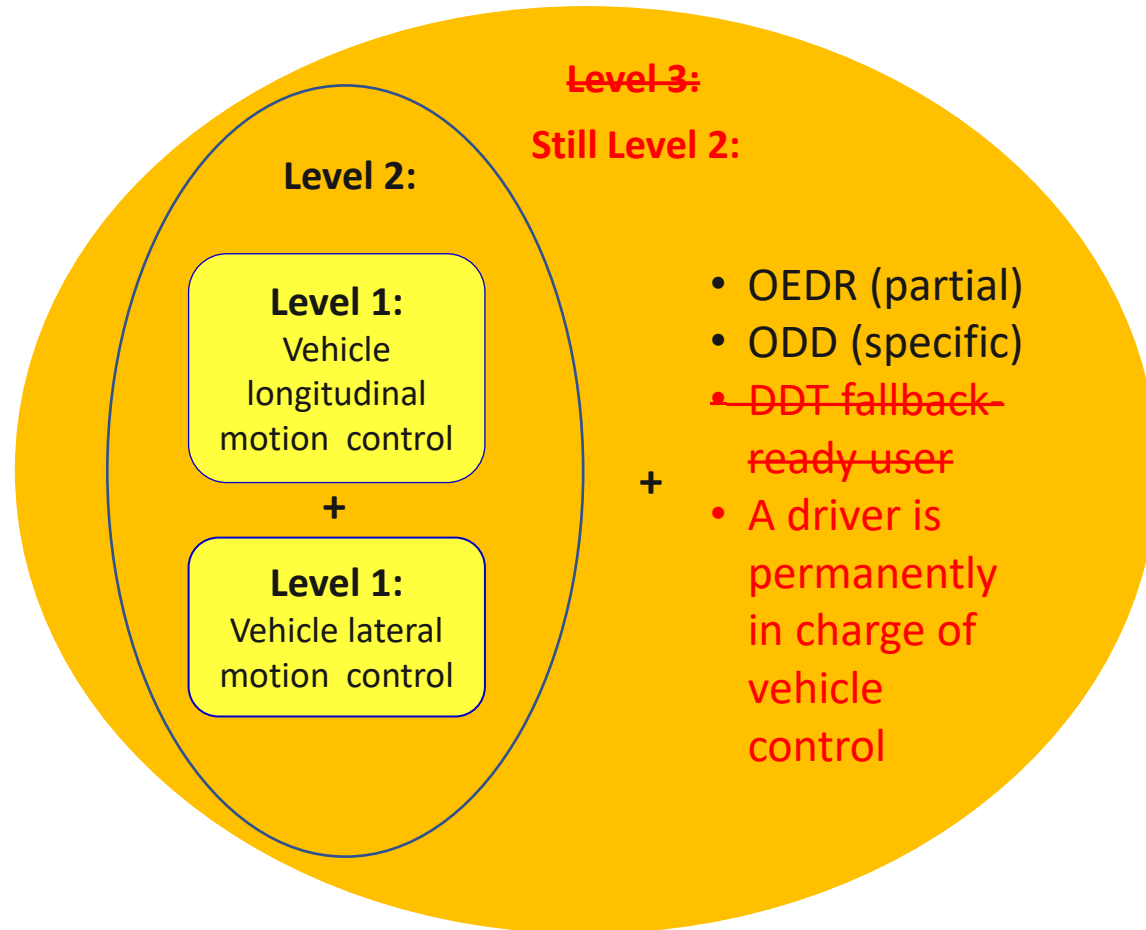 Level 3:
Still Level 2:
Level 2:
Level 1:
Vehicle
longitudinal
motion control
+
Level 1:
Vehicle lateral
motion control
+
• OEDR (partial)
• ODD (specific)
• DDT fallback-
ready user
• A driver is
permanently
in charge of
vehicle
control